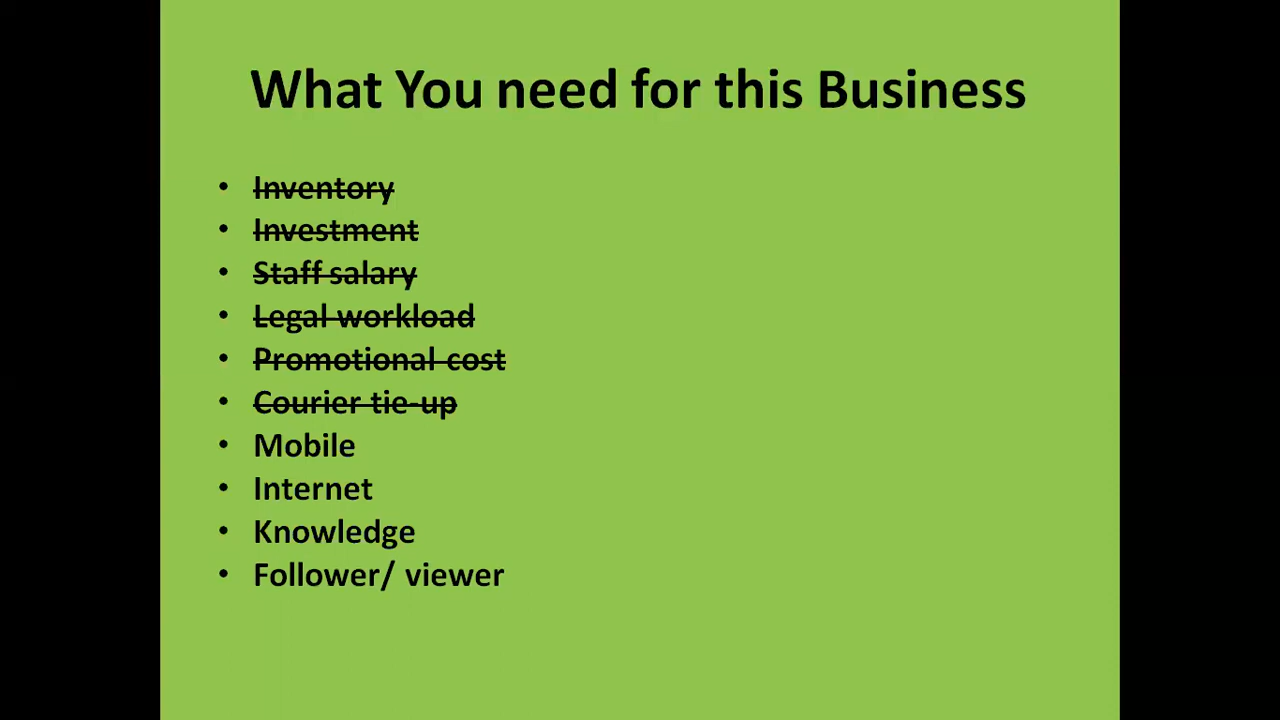 What You need for this Business
• Inventory
• Investment
• Staff salary
• Legal workload
• Promotional cost
• Courier tie-up
• Mobile
• Internet
• Knowledge
• Follower/ viewer